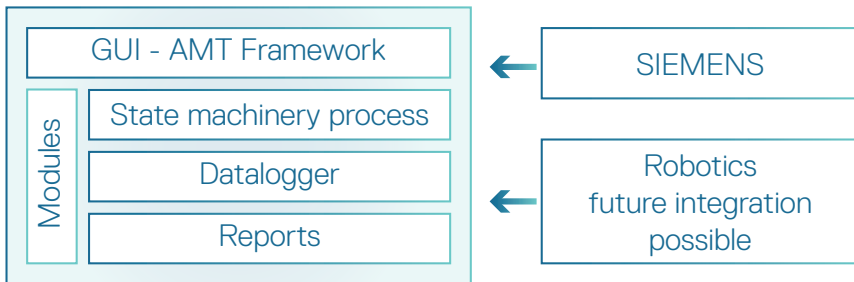 GUI - AMT Framework
Modules
State machinery process
Datalogger
Reports
SIEMENS
Robotics
future integration
possible